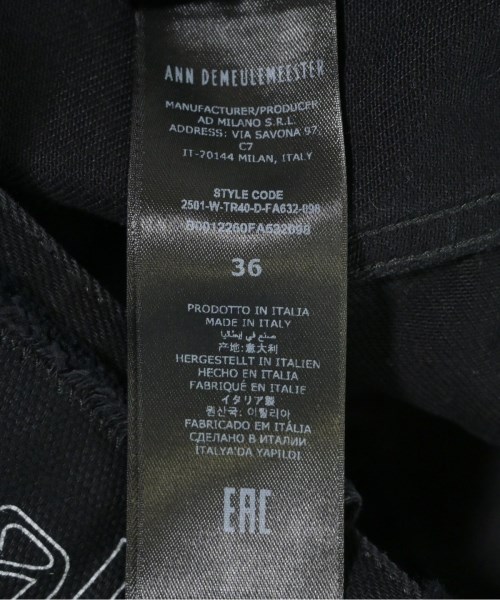 ANN DEMEULEMEESTER
MANUFACTURER/PRODUCER
AD MILANO S.R.L.
ADDRESS: VIA SAVONA 97,
C7
IT-20144 MILAN, ITALY
STYLE CODE
2501-W-TR40-D-FA632-098
B0012260FA632098
36
PRODOTTO IN ITALIA
MADE IN ITALY
صنع في إيطاليا
产地:意大利
HERGESTELLT IN ITALIEN
HECHO EN ITALIA
FABRIQUÉ EN ITALIE
イタリア製
원산국: 이탈리아
FABRICADO EM ITÁLIA
СДЕЛАНО В ИТАЛИИ
ITALYA'DA YAPILDI
EAC